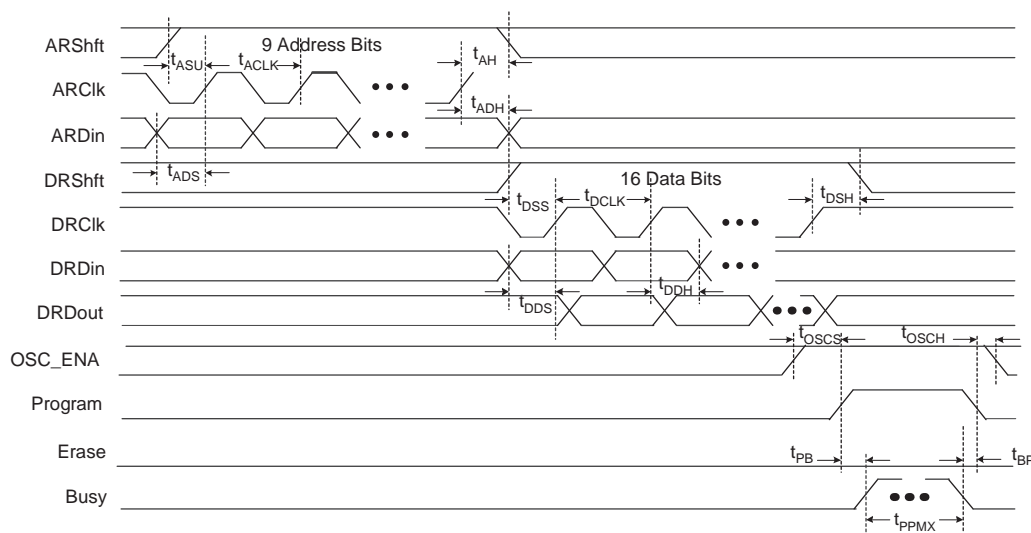 ARShft
9 Address Bits
tASU
tACLK
tAH
ARClk
tADH
ARDin
tADS
DRShft
16 Data Bits
tDSS
tDCLK
tDSH
DRClk
DRDin
tDDS
tDDH
DRDout
tOSCS
tOSCH
OSC_ENA
Program
Erase
tPB
tBP
Busy
tPPMX